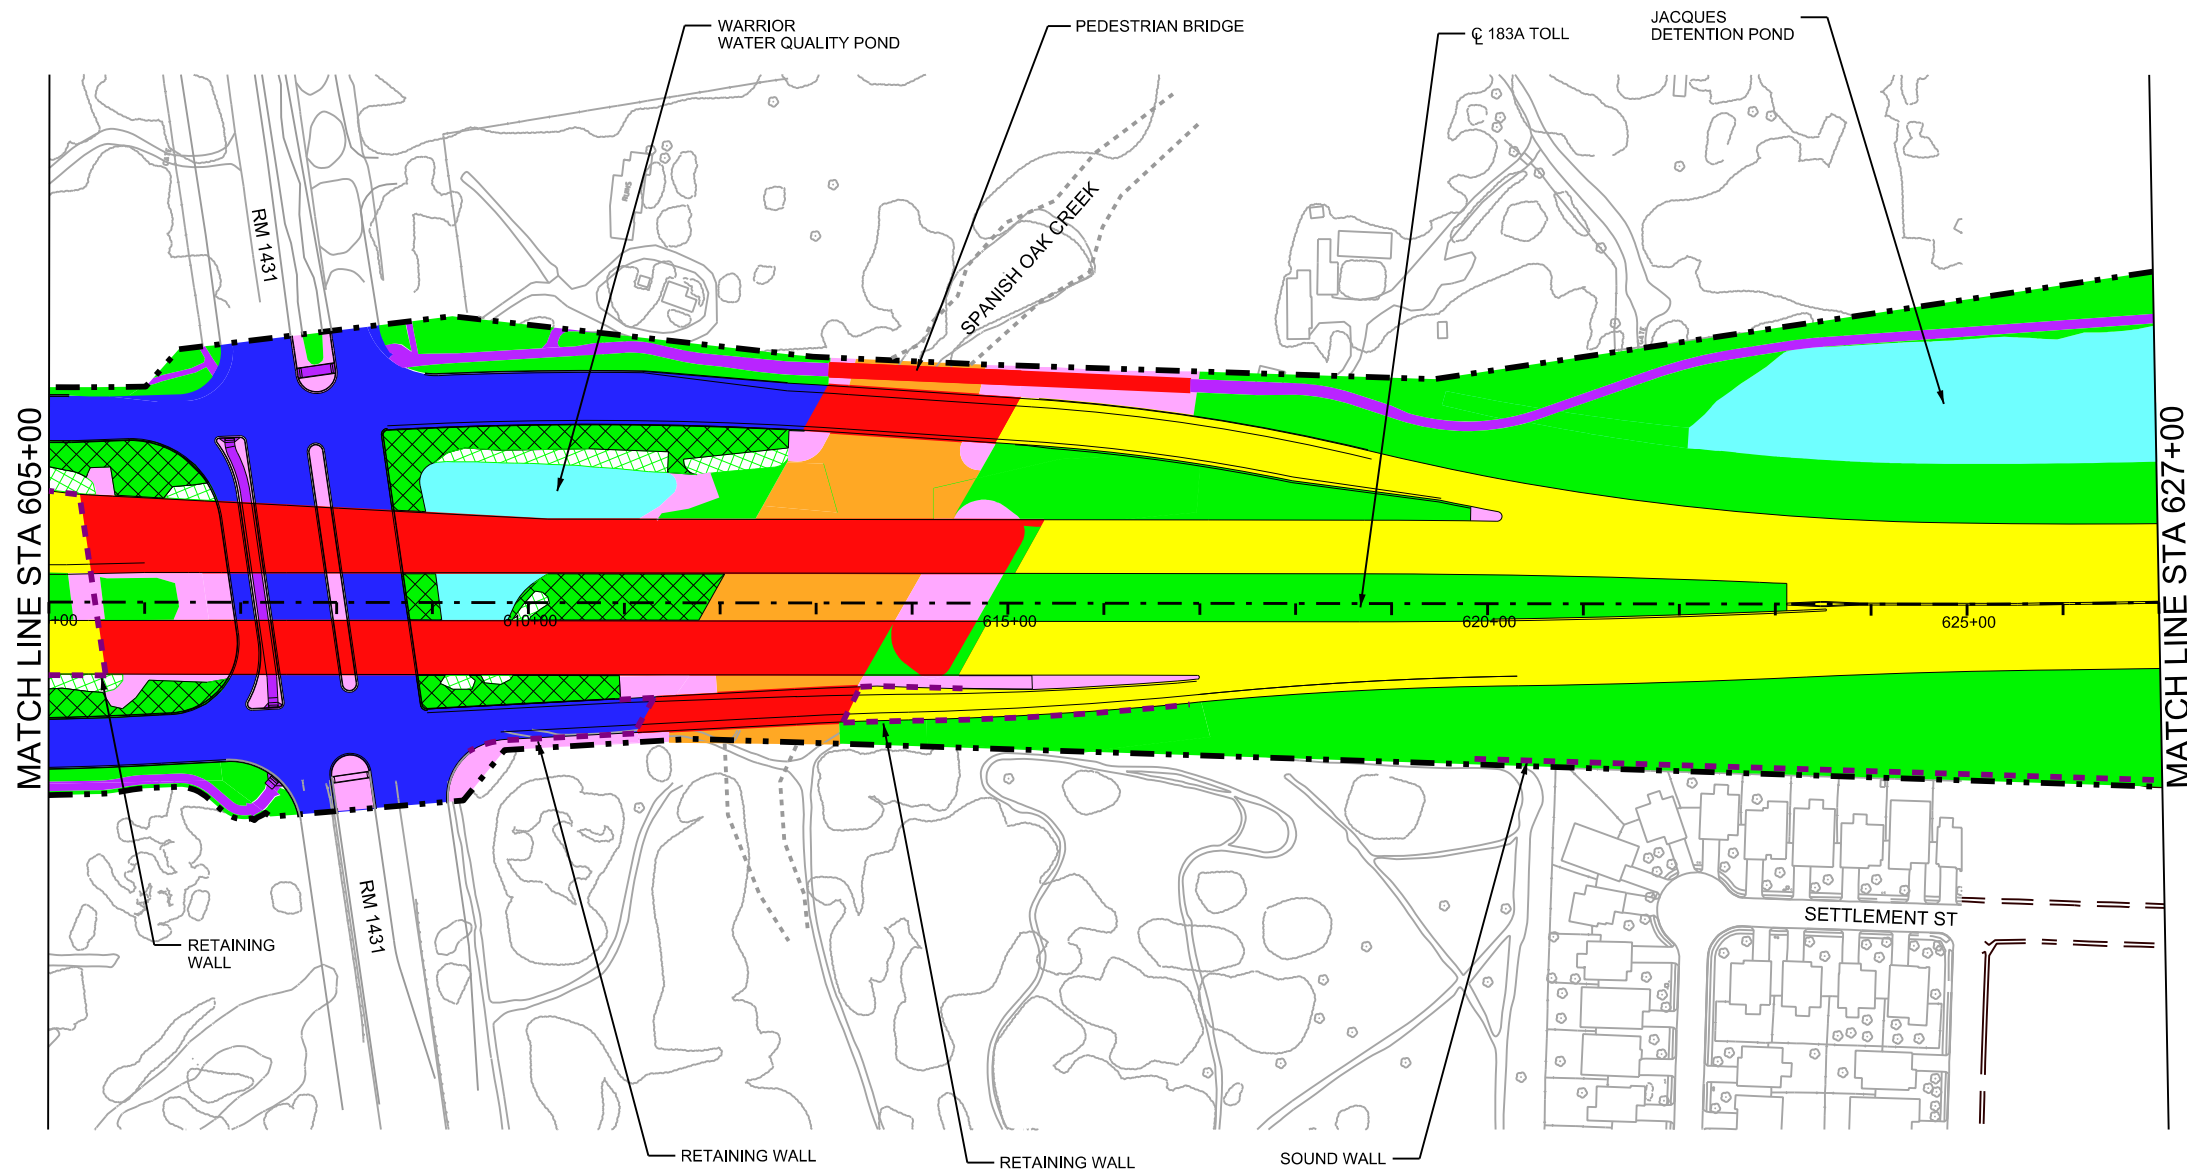 WARRIOR
WATER QUALITY POND
PEDESTRIAN BRIDGE
℄ 183A TOLL
JACQUES
DETENTION POND
RM 1431
RUINS
SPANISH OAK CREEK
MATCH LINE STA 605+00
MATCH LINE STA 627+00
+00
610+00
615+00
620+00
625+00
RM 1431
SETTLEMENT ST
RETAINING
WALL
RETAINING WALL
RETAINING WALL
SOUND WALL